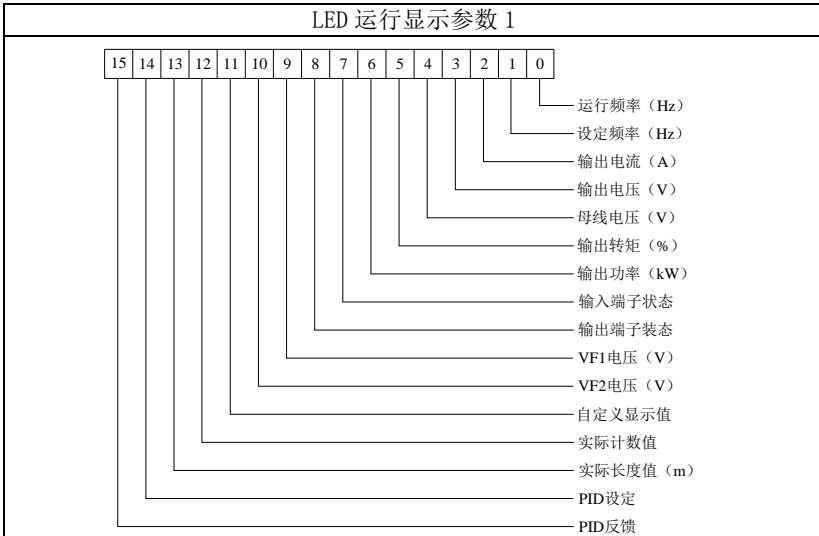 LED 运行显示参数 1
15 14 13 12 11 10 9 8 7 6 5 4 3 2 1 0
运行频率（Hz）
设定频率（Hz）
输出电流（A）
输出电压（V）
母线电压（V）
输出转矩（%）
输出功率（kW）
输入端子状态
输出端子装态
VF1电压（V）
VF2电压（V）
自定义显示值
实际计数值
实际长度值（m）
PID设定
PID反馈